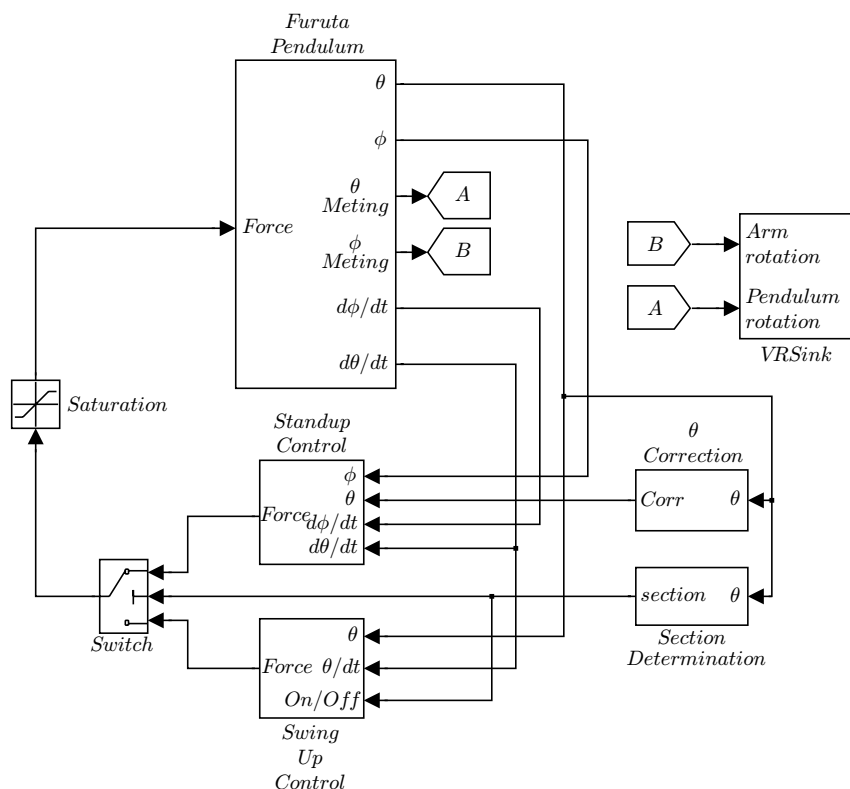 Furuta
Pendulum
θ
ϕ
θ
Meting
A
Force
ϕ
Meting
B
dϕ/dt
dθ/dt
B
Arm
rotation
A
Pendulum
rotation
VRSink
Saturation
Standup
Control
ϕ
θ
Force
dϕ/dt
dθ/dt
θ
Correction
Corr
θ
section
θ
Section
Determination
Switch
θ
Force
θ/dt
On/Off
Swing
Up
Control